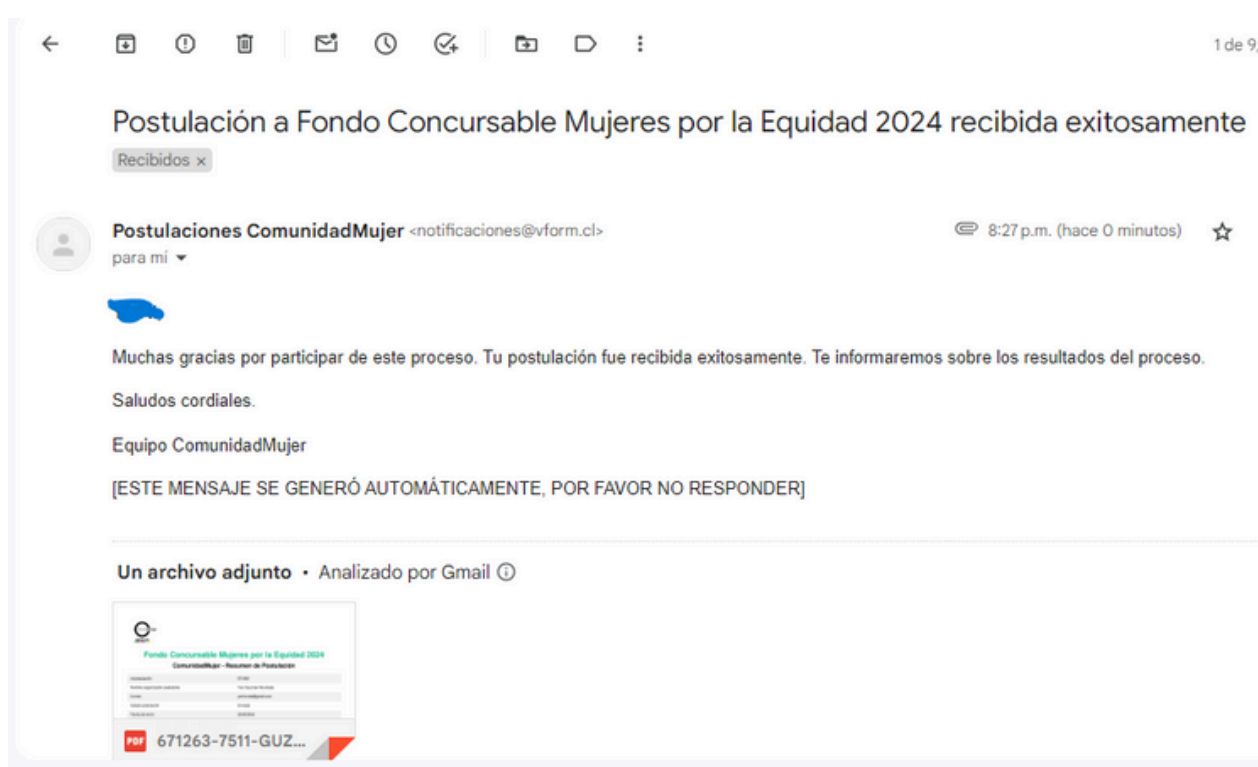 1 de 9,
Postulación a Fondo Concursable Mujeres por la Equidad 2024 recibida exitosamente
Recibidos x
Postulaciones ComunidadMujer <notificaciones@vform.cl>
8:27 p.m. (hace 0 minutos)
para mí
Muchas gracias por participar de este proceso. Tu postulación fue recibida exitosamente. Te informaremos sobre los resultados del proceso.
Saludos cordiales.
Equipo ComunidadMujer
[ESTE MENSAJE SE GENERÓ AUTOMÁTICAMENTE, POR FAVOR NO RESPONDER]
Un archivo adjunto • Analizado por Gmail
Fondo Concursable Mujeres por la Equidad 2024
ComunidadMujer - Resumen de Postulación
PDF 671263-7511-GUZ...